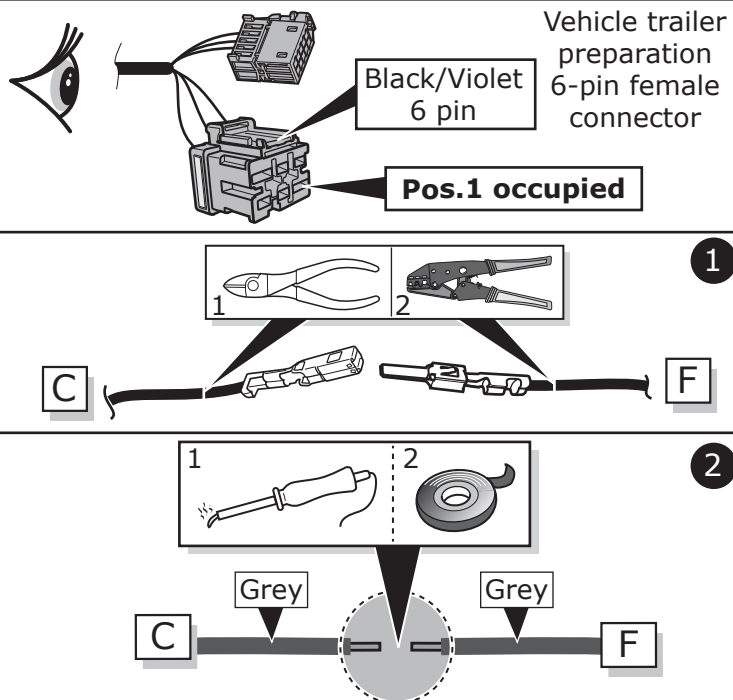 Vehicle trailer
preparation
6-pin female
connector
Black/Violet
6 pin
Pos.1 occupied
1
1
2
C
F
2
1
2
Grey
Grey
C
F